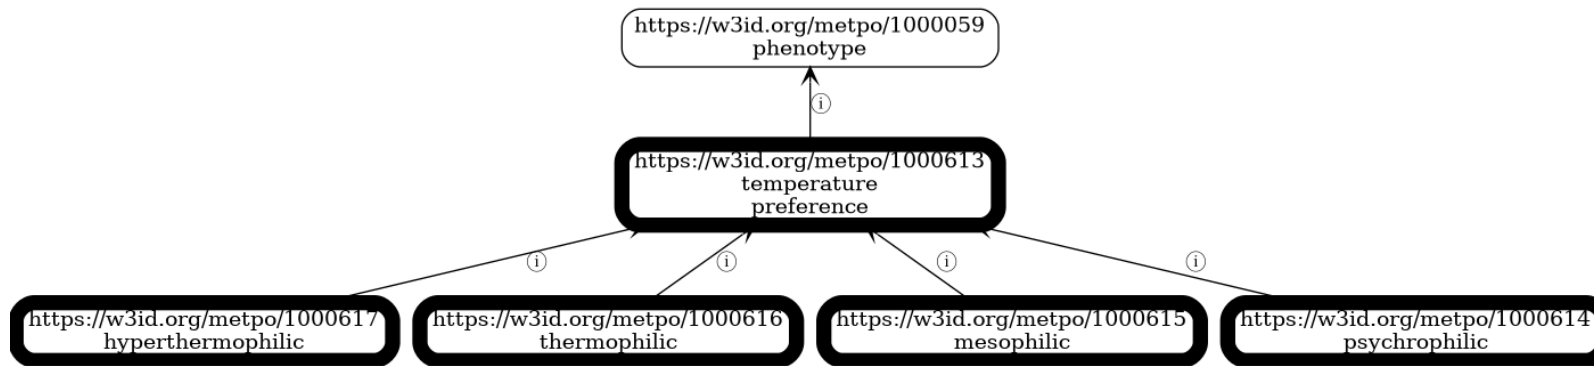 https://w3id.org/metpo/1000059
phenotype
i
https://w3id.org/metpo/1000613
temperature
preference
i
i
i
i
https://w3id.org/metpo/1000617
hyperthermophilic
https://w3id.org/metpo/1000616
thermophilic
https://w3id.org/metpo/1000615
mesophilic
https://w3id.org/metpo/1000614
psychrophilic